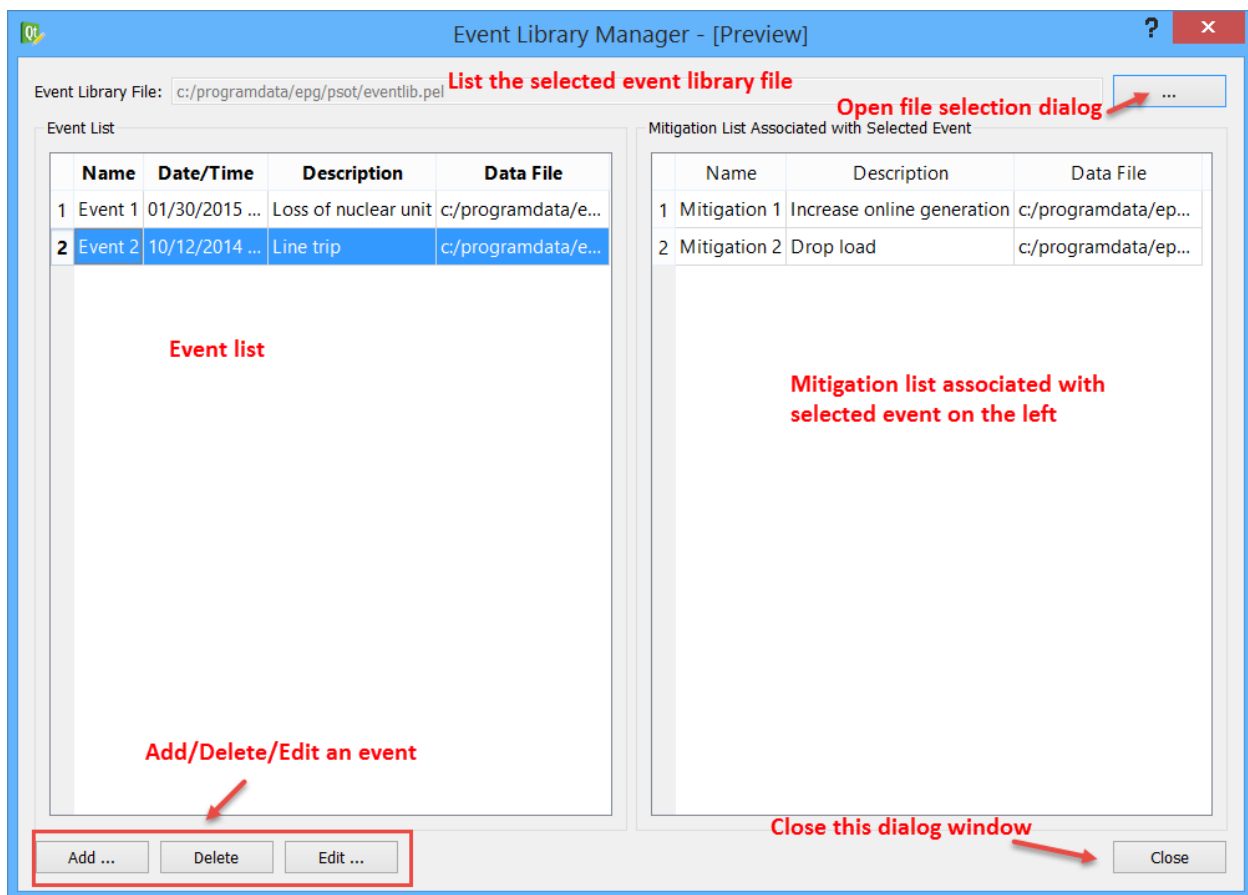 Qt
Event Library Manager - [Preview]
?
x
Event Library File:
c:/programdata/epg/psot/eventlib.pel
List the selected event library file
...
Open file selection dialog
Event List
Mitigation List Associated with Selected Event
Name Date/Time Description Data File
1 Event 1 01/30/2015 ... Loss of nuclear unit c:/programdata/e...
2 Event 2 10/12/2014 ... Line trip c:/programdata/e...
Name Description Data File
1 Mitigation 1 Increase online generation c:/programdata/ep...
2 Mitigation 2 Drop load c:/programdata/ep...
Event list
Mitigation list associated with
selected event on the left
Add/Delete/Edit an event
Close this dialog window
Add ... Delete Edit ...
Close